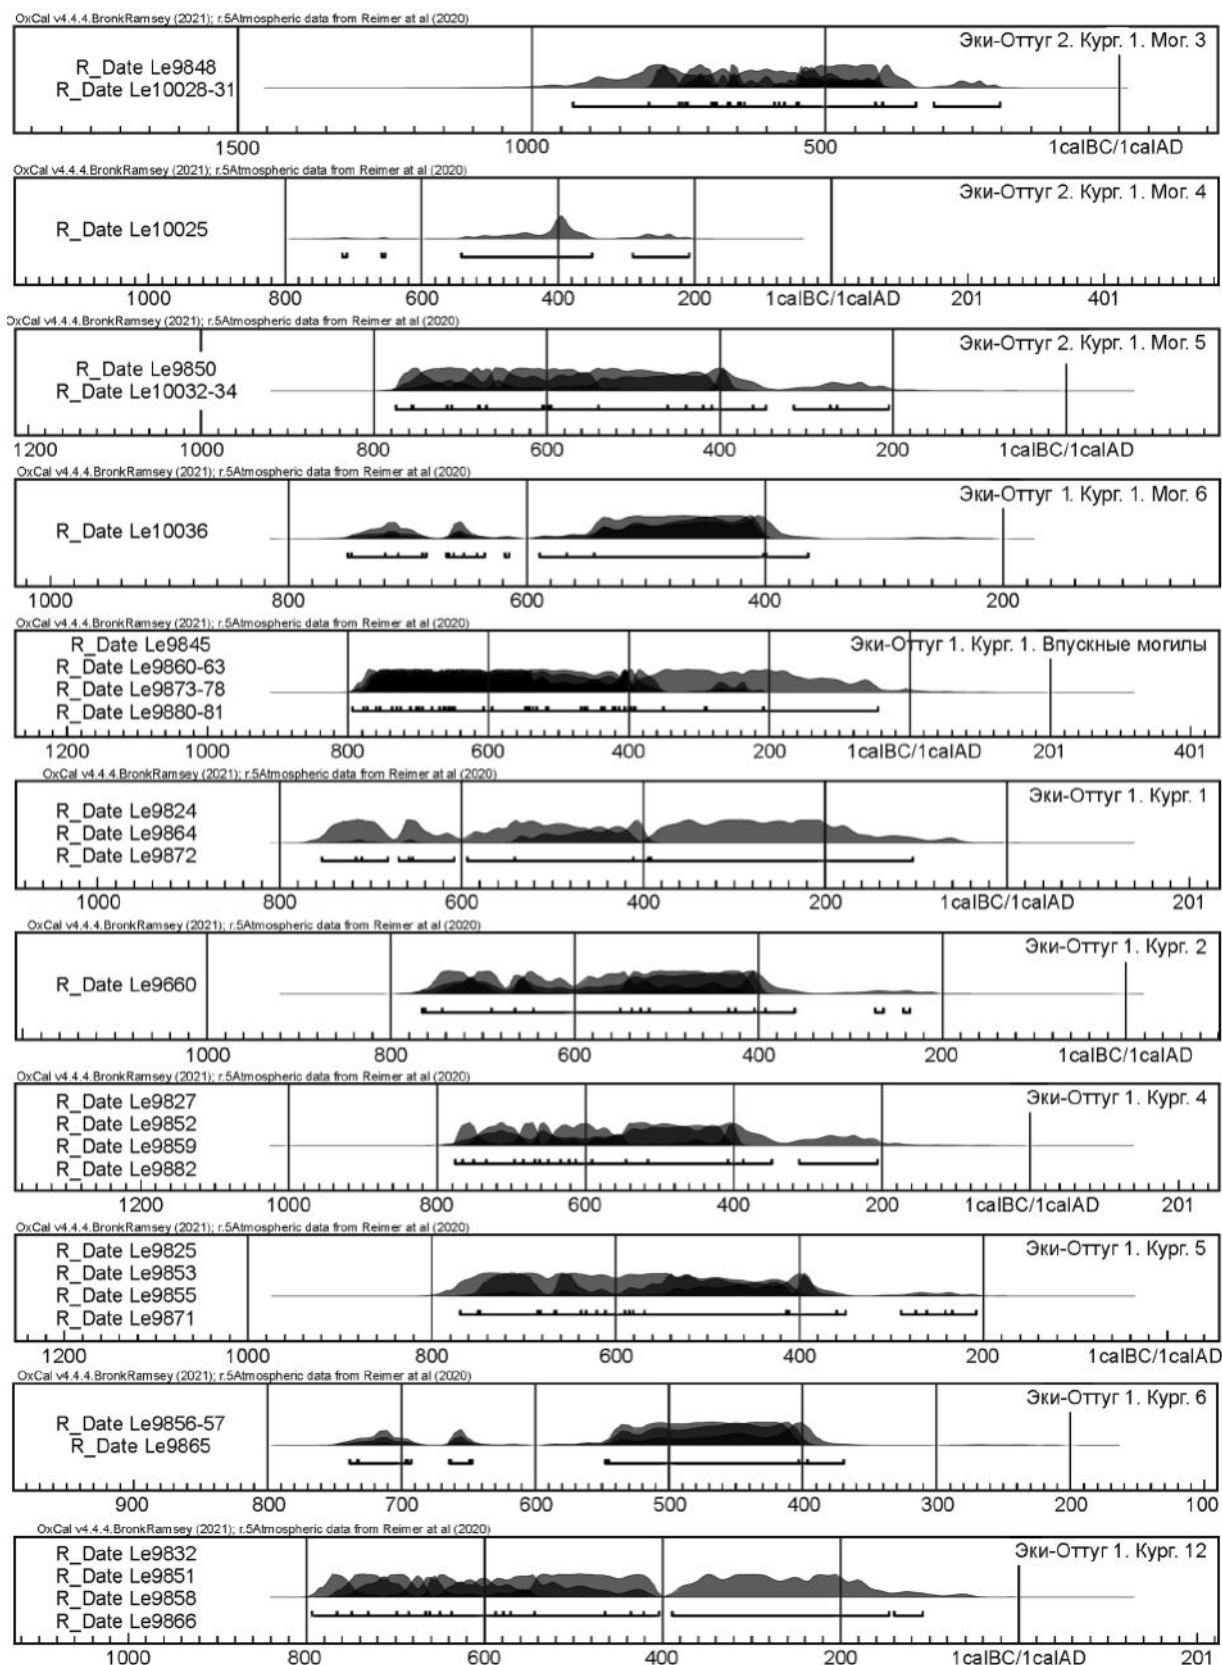 OxCal v4.4.4.BronkRamsey (2021); r.5Atmospheric data from Reimer at al (2020)
Эки-Оттуг 2. Кург. 1. Мог. 3
R_Date Le9848
R_Date Le10028-31
1500 1000 500 1calBC/1calAD
OxCal v4.4.4.BronkRamsey (2021); r.5Atmospheric data from Reimer at al (2020)
Эки-Оттуг 2. Кург. 1. Мог. 4
R_Date Le10025
1000 800 600 400 200 1calBC/1calAD 201 401
OxCal v4.4.4.BronkRamsey (2021); r.5Atmospheric data from Reimer at al (2020)
Эки-Оттуг 2. Кург. 1. Мог. 5
R_Date Le9850
R_Date Le10032-34
1200 1000 800 600 400 200 1calBC/1calAD
OxCal v4.4.4.BronkRamsey (2021); r.5Atmospheric data from Reimer at al (2020)
Эки-Оттуг 1. Кург. 1. Мог. 6
R_Date Le10036
1000 800 600 400 200
OxCal v4.4.4.BronkRamsey (2021); r.5Atmospheric data from Reimer at al (2020)
Эки-Оттуг 1. Кург. 1. Впускные могилы
R_Date Le9845
R_Date Le9860-63
R_Date Le9873-78
R_Date Le9880-81
1200 1000 800 600 400 200 1calBC/1calAD 201 401
OxCal v4.4.4.BronkRamsey (2021); r.5Atmospheric data from Reimer at al (2020)
Эки-Оттуг 1. Кург. 1
R_Date Le9824
R_Date Le9864
R_Date Le9872
1000 800 600 400 200 1calBC/1calAD 201
OxCal v4.4.4.BronkRamsey (2021); r.5Atmospheric data from Reimer at al (2020)
Эки-Оттуг 1. Кург. 2
R_Date Le9660
1000 800 600 400 200 1calBC/1calAD
OxCal v4.4.4.BronkRamsey (2021); r.5Atmospheric data from Reimer at al (2020)
Эки-Оттуг 1. Кург. 4
R_Date Le9827
R_Date Le9852
R_Date Le9859
R_Date Le9882
1200 1000 800 600 400 200 1calBC/1calAD 201
OxCal v4.4.4.BronkRamsey (2021); r.5Atmospheric data from Reimer at al (2020)
Эки-Оттуг 1. Кург. 5
R_Date Le9825
R_Date Le9853
R_Date Le9855
R_Date Le9871
1200 1000 800 600 400 200 1calBC/1calAD
OxCal v4.4.4.BronkRamsey (2021); r.5Atmospheric data from Reimer at al (2020)
Эки-Оттуг 1. Кург. 6
R_Date Le9856-57
R_Date Le9865
900 800 700 600 500 400 300 200 100
OxCal v4.4.4.BronkRamsey (2021); r.5Atmospheric data from Reimer at al (2020)
Эки-Оттуг 1. Кург. 12
R_Date Le9832
R_Date Le9851
R_Date Le9858
R_Date Le9866
1000 800 600 400 200 1calBC/1calAD 201